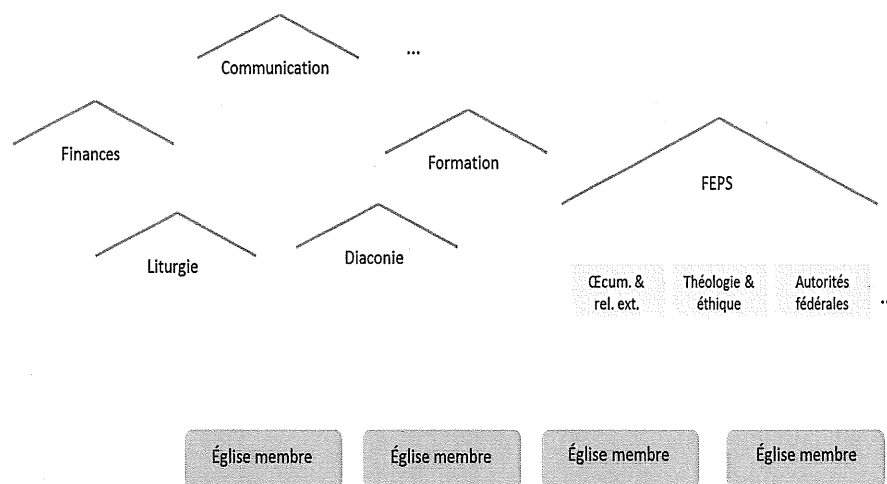 Communication
...
Finances
Formation
FEPS
Liturgie
Diaconie
Œcum. &
rel. ext.
Théologie &
éthique
Autorités
fédérales
...
Église membre
Église membre
Église membre
Église membre